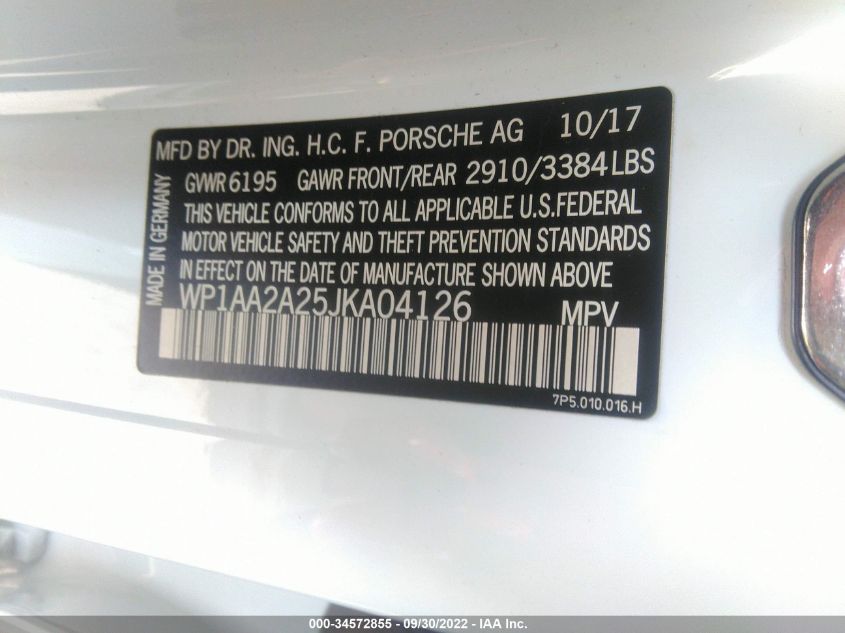 MFD BY DR. ING. H.C. F. PORSCHE AG 10/17
GVWR 6195 GAWR FRONT/REAR 2910/3384 LBS
THIS VEHICLE CONFORMS TO ALL APPLICABLE U.S. FEDERAL
MOTOR VEHICLE SAFETY AND THEFT PREVENTION STANDARDS
IN EFFECT ON THE DATE OF MANUFACTURE SHOWN ABOVE.
WP1AA2A25JKA04126 MPV
MADE IN GERMANY
7P5.010.016.H
000-34572855 - 09/30/2022 - IAA Inc.